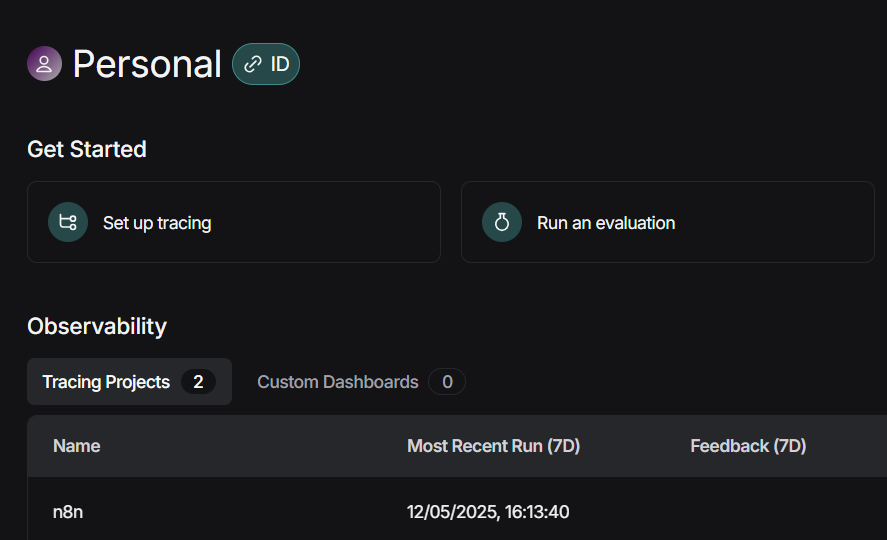 Personal ID
Get Started
Set up tracing
Run an evaluation
Observability
Tracing Projects 2 Custom Dashboards 0
Name Most Recent Run (7D) Feedback (7D)
n8n 12/05/2025, 16:13:40